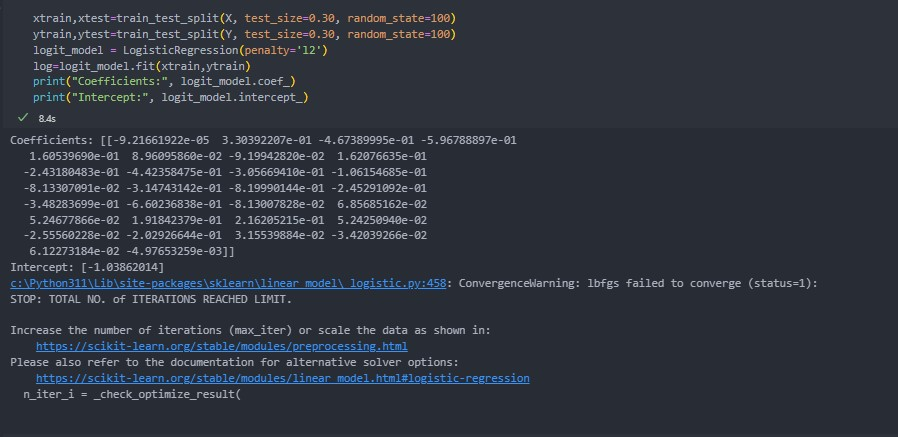 xtrain,xtest=train_test_split(X, test_size=0.30, random_state=100)
ytrain,ytest=train_test_split(Y, test_size=0.30, random_state=100)
logit_model = LogisticRegression(penalty='l2')
log=logit_model.fit(xtrain,ytrain)
print("Coefficients:", logit_model.coef_)
print("Intercept:", logit_model.intercept_)
✓ 8.4s
Coefficients: [[-9.21661922e-05 3.30392207e-01 -4.67389995e-01 -5.96788897e-01
1.60539690e-01 8.96095860e-02 -9.19942820e-02 1.62076635e-01
-2.43180483e-01 -4.42358475e-01 -3.05669410e-01 -1.06154685e-01
-8.13307091e-02 -3.14743142e-01 -8.19990144e-01 -2.45291092e-01
-3.48283699e-01 -6.60236838e-01 -8.13007828e-02 6.85685162e-02
5.24677866e-02 1.91842379e-01 2.16205215e-01 5.24250940e-02
-2.55560228e-02 -2.02926644e-01 3.15539884e-02 -3.42039266e-02
6.12273184e-02 -4.97653259e-03]]
Intercept: [-1.03862014]
c:\Python311\Lib\site-packages\sklearn\linear_model\_logistic.py:458: ConvergenceWarning: lbfgs failed to converge (status=1):
STOP: TOTAL NO. of ITERATIONS REACHED LIMIT.
Increase the number of iterations (max_iter) or scale the data as shown in:
https://scikit-learn.org/stable/modules/preprocessing.html
Please also refer to the documentation for alternative solver options:
https://scikit-learn.org/stable/modules/linear_model.html#logistic-regression
n_iter_i = _check_optimize_result(